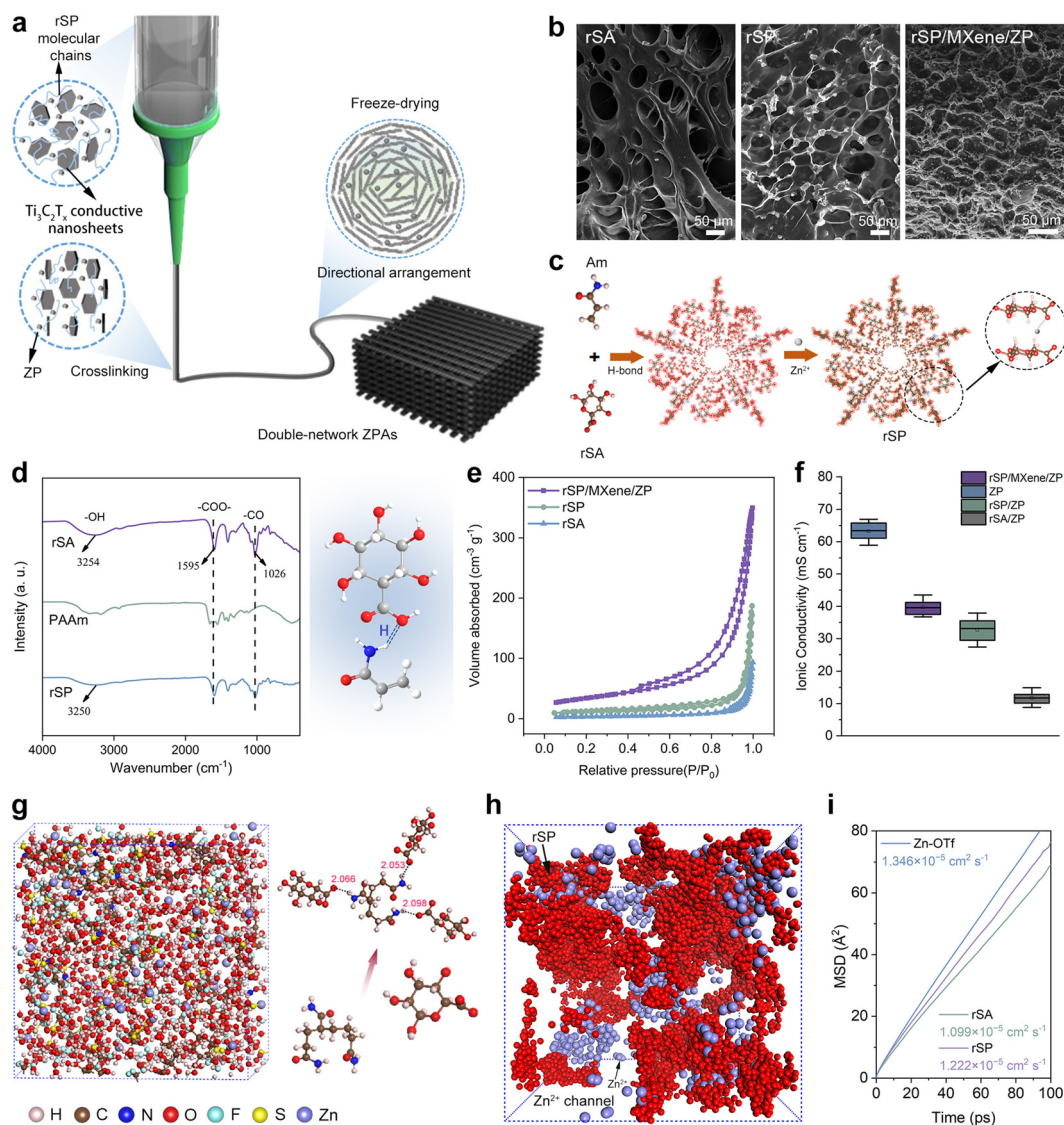 a
rSP
molecular
chains
Ti₃C₂Tₓ conductive
nanosheets
ZP
Crosslinking
Freeze-drying
Directional arrangement
Double-network ZPAs
b
rSA
50 μm
rSP
50 μm
rSP/MXene/ZP
50 μm
c
Am
+
rSA
H-bond
Zn²⁺
rSP
d
Intensity (a. u.)
-OH
-COO-
-CO
rSA
3254
1595
1026
PAAm
rSP
3250
4000
3000
2000
1000
Wavenumber (cm⁻¹)
H
e
Volume absorbed (cm⁻³ g⁻¹)
400
300
200
100
0
rSP/MXene/ZP
rSP
rSA
0.0
0.2
0.4
0.6
0.8
1.0
Relative pressure(P/P₀)
f
Ionic Conductivity (mS cm⁻¹)
80
70
60
50
40
30
20
10
0
rSP/MXene/ZP
ZP
rSP/ZP
rSA/ZP
g
2.053
2.066
2.098
H
C
N
O
F
S
Zn
h
rSP
Zn²⁺
Zn²⁺ channel
i
MSD (Å²)
80
60
40
20
0
Zn-OTf
1.346×10⁻⁵ cm² s⁻¹
rSA
1.099×10⁻⁵ cm² s⁻¹
rSP
1.222×10⁻⁵ cm² s⁻¹
0
20
40
60
80
100
Time (ps)